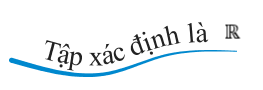 Tập xác định là ℝ